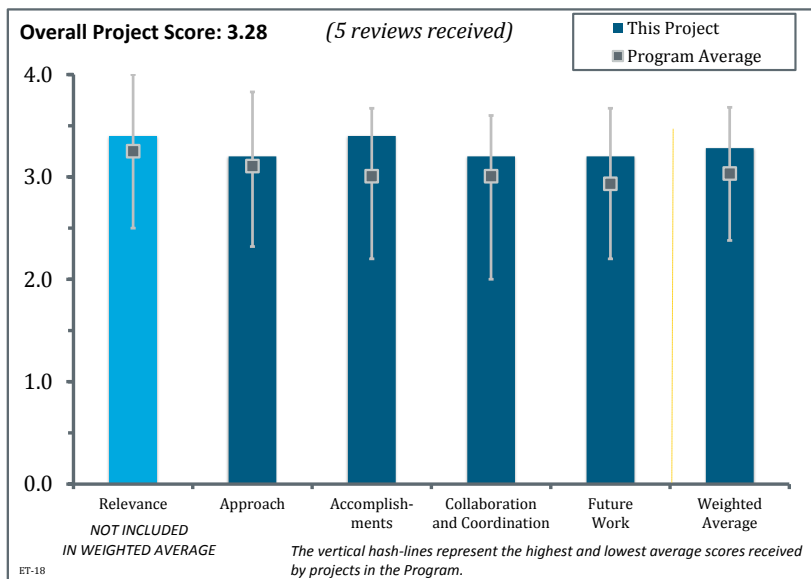 Overall Project Score: 3.28
(5 reviews received)
This Project
Program Average
4.0
3.0
2.0
1.0
0.0
Relevance
Approach
Accomplish-
ments
Collaboration
and Coordination
Future
Work
Weighted
Average
NOT INCLUDED
IN WEIGHTED AVERAGE
The vertical hash-lines represent the highest and lowest average scores received
by projects in the Program.
ET-18